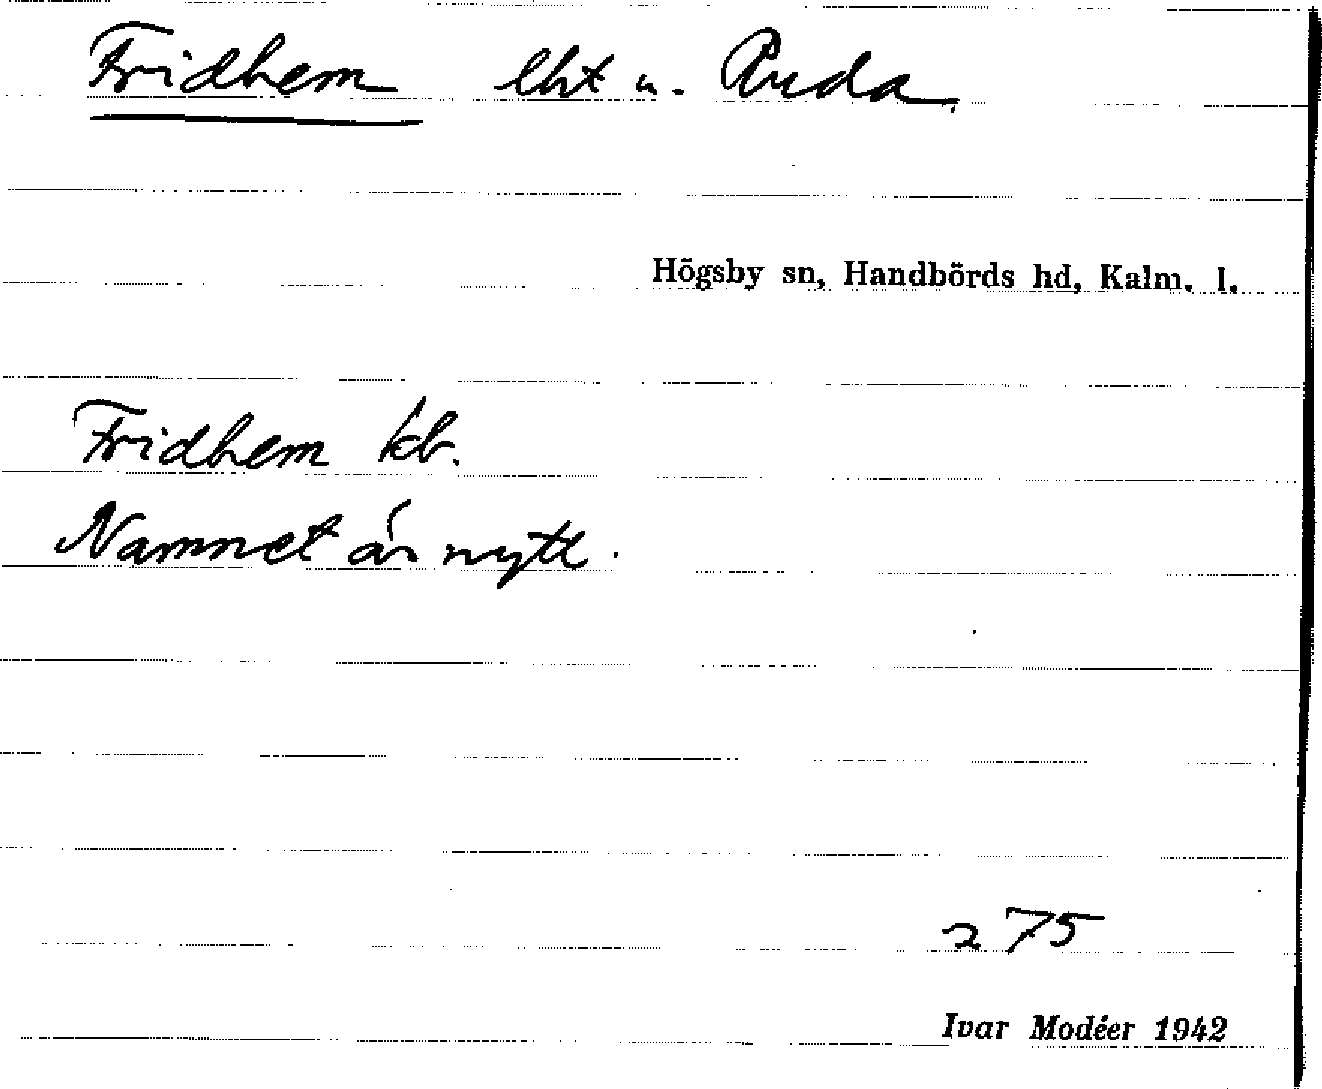 Fridhem lht u. Ruda.
Högsby sn, Handbörds hd, Kalm. l.
Fridhem kb.
Namnet är nytt.
275
Ivar Modéer 1942